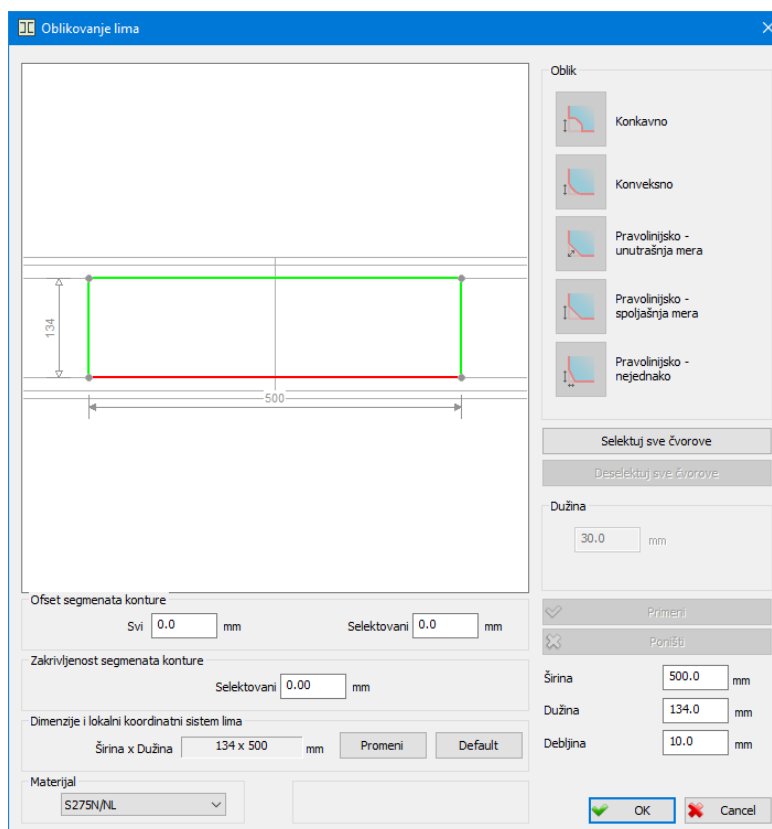 Oblikovanje lima
134
500
Oblik
Konkavno
Konveksno
Pravolinijsko -
unutrašnja mera
Pravolinijsko -
spoljašnja mera
Pravolinijsko -
nejednako
Selektuj sve čvorove
Deselektuj sve čvorove
Dužina
30.0 mm
Ofset segmenata konture
Svi 0.0 mm Selektovani 0.0 mm
Primeni
Poništi
Zakrivljenost segmenata konture
Selektovani 0.00 mm
Širina 500.0 mm
Dužina 134.0 mm
Debljina 10.0 mm
Dimenzije i lokalni koordinatni sistem lima
Širina x Dužina 134 x 500 mm Promeni Default
Materijal
S275N/NL
OK Cancel